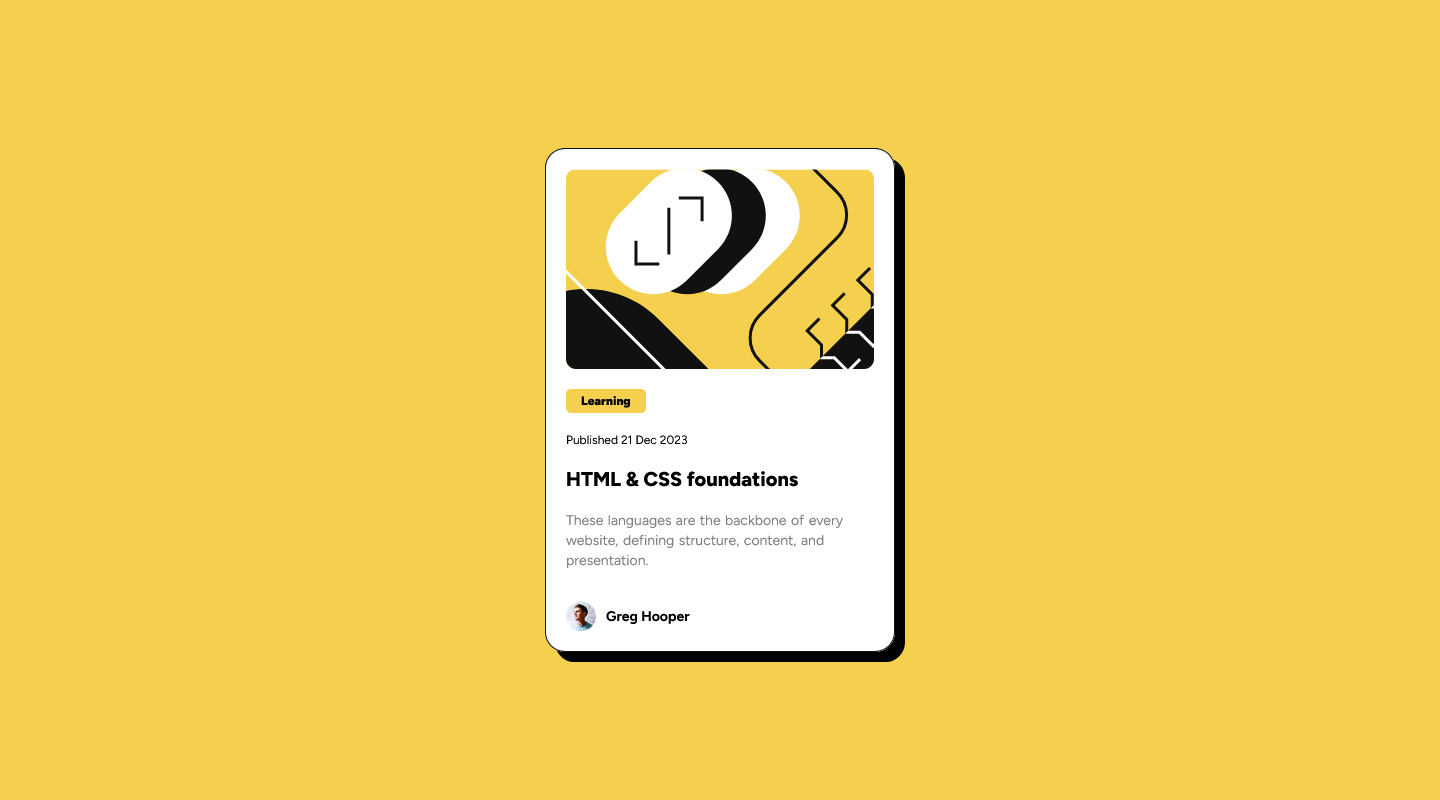 Learning
Published 21 Dec 2023
HTML & CSS foundations
These languages are the backbone of every
website, defining structure, content, and
presentation.
Greg Hooper